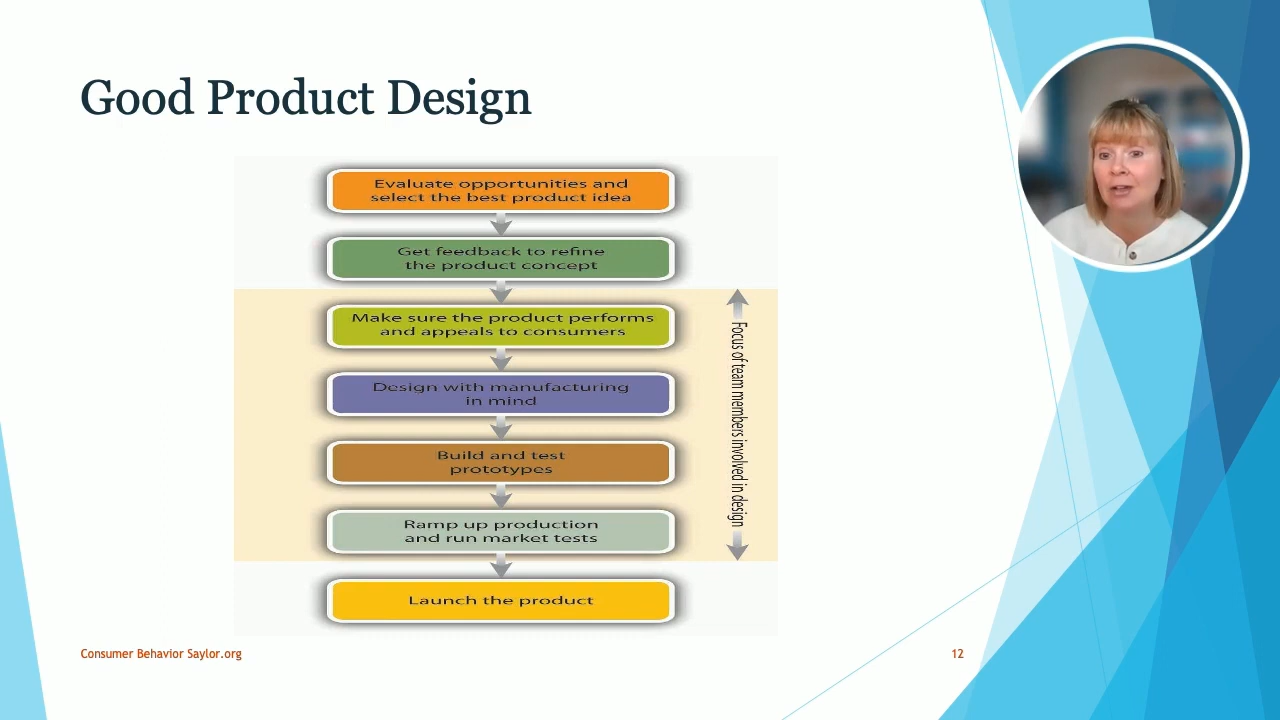 Good Product Design
Evaluate opportunities and
select the best product idea
Get feedback to refine
the product concept
Make sure the product performs
and appeals to consumers
Design with manufacturing
in mind
Build and test
prototypes
Ramp up production
and run market tests
Launch the product
Focus of team members involved in design
Consumer Behavior Saylor.org
12